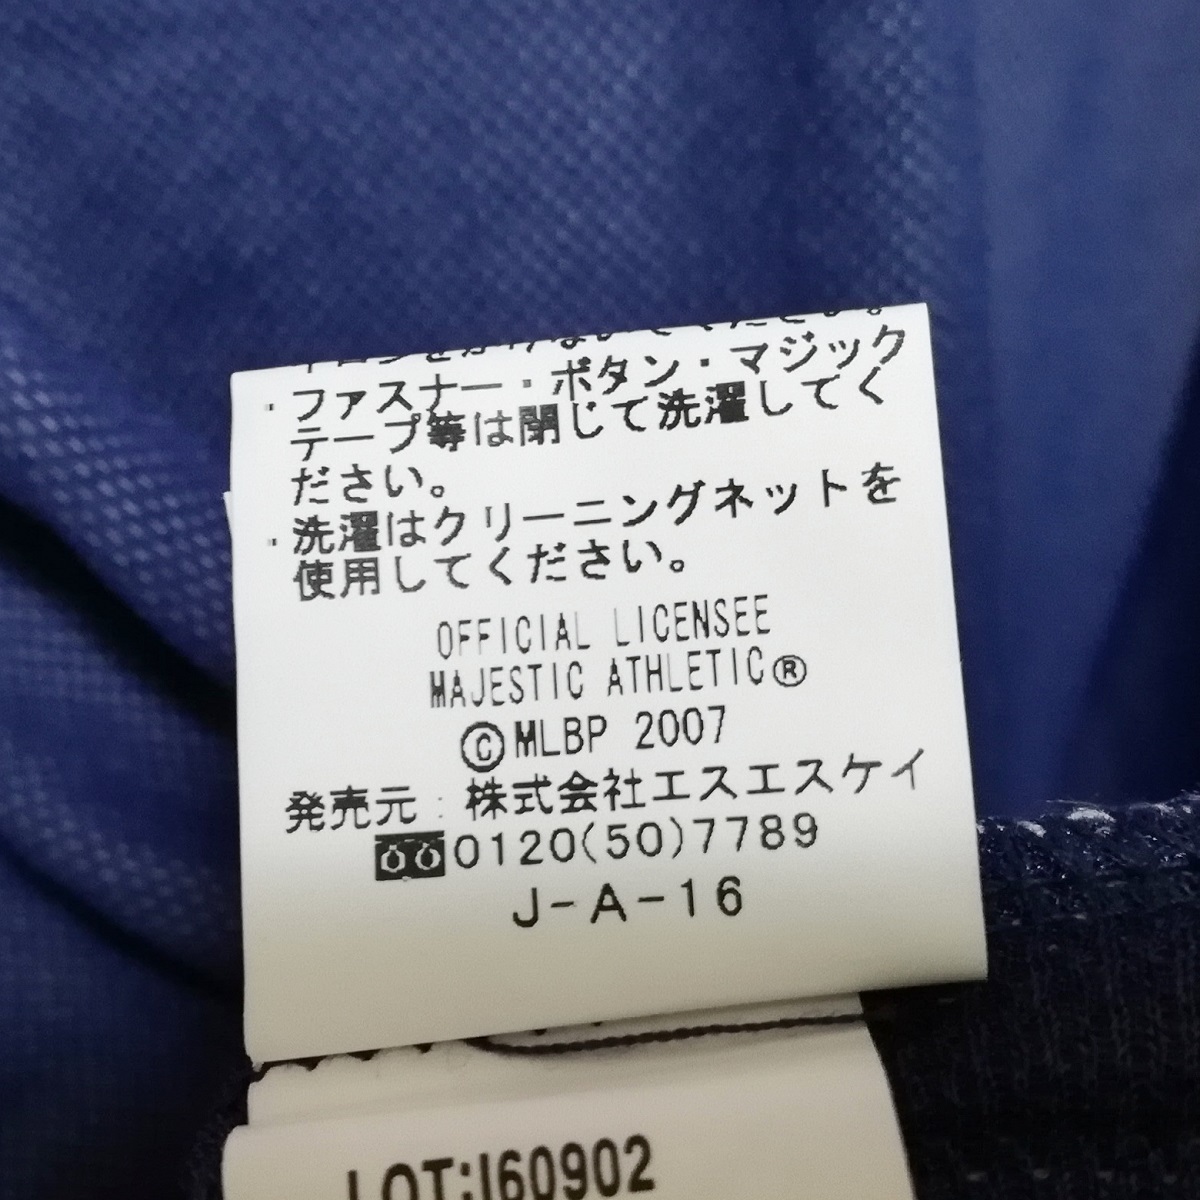 ・ファスナー・ボタン・マジック
テープ等は閉じて洗濯してく
ださい。
・洗濯はクリーニングネットを
使用してください。
OFFICIAL LICENSEE
MAJESTIC ATHLETIC®
©MLBP 2007
発売元：株式会社エスエスケイ
0120(50)7789
J-A-16
LOT:160902